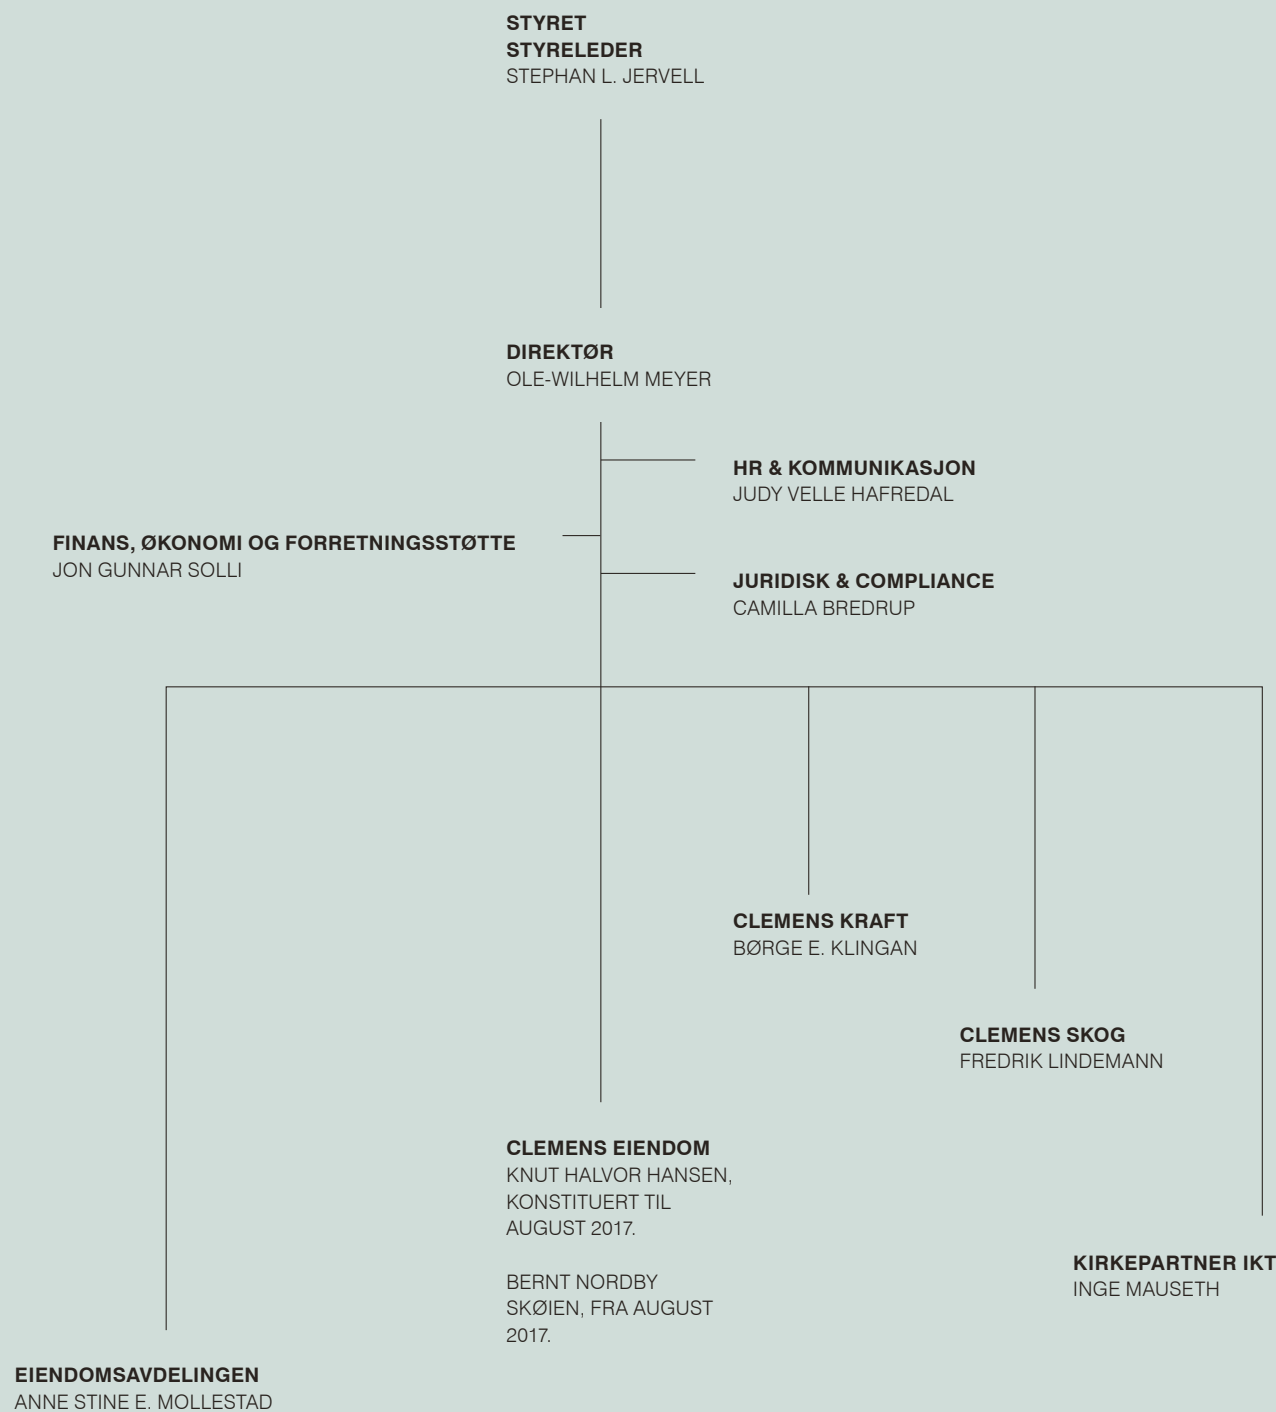 STYRET
STYRELEDER
STEPHAN L. JERVELL
DIREKTØR
OLE-WILHELM MEYER
HR & KOMMUNIKASJON
JUDY VELLE HAFREDAL
FINANS, ØKONOMI OG FORRETNINGSSTØTTE
JON GUNNAR SOLLI
JURIDISK & COMPLIANCE
CAMILLA BREDRUP
CLEMENS KRAFT
BØRGE E. KLINGAN
CLEMENS SKOG
FREDRIK LINDEMANN
CLEMENS EIENDOM
KNUT HALVOR HANSEN,
KONSTITUERT TIL
AUGUST 2017.
BERNT NORDBY
SKØIEN, FRA AUGUST
2017.
KIRKEPARTNER IKT
INGE MAUSETH
EIENDOMSAVDELINGEN
ANNE STINE E. MOLLESTAD